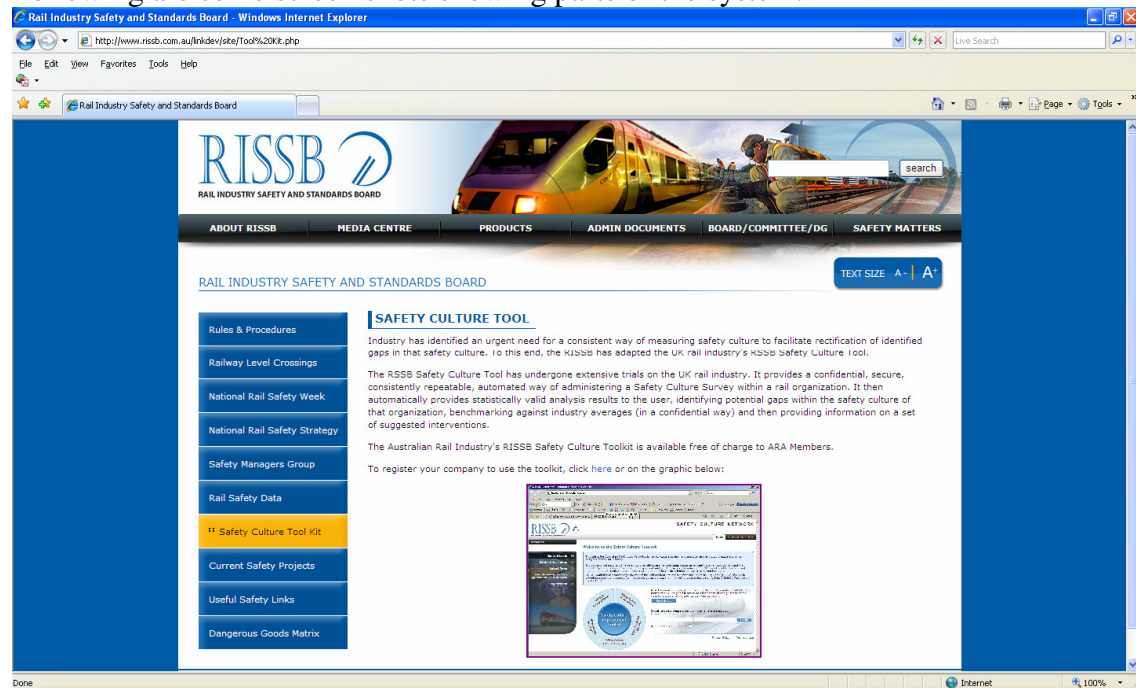 Rail Industry Safety and Standards Board - Windows Internet Explorer
http://www.rissb.com.au/linkdev/site/Tool%20Kit.php
Live Search
File Edit View Favorites Tools Help
Rail Industry Safety and Standards Board
Page Tools
RISSB
RAIL INDUSTRY SAFETY AND STANDARDS BOARD
search
ABOUT RISSB MEDIA CENTRE PRODUCTS ADMIN DOCUMENTS BOARD/COMMITTEE/DG SAFETY MATTERS
TEXT SIZE A- | A+
RAIL INDUSTRY SAFETY AND STANDARDS BOARD
Rules & Procedures
Railway Level Crossings
National Rail Safety Week
National Rail Safety Strategy
Safety Managers Group
Rail Safety Data
Safety Culture Tool Kit
Current Safety Projects
Useful Safety Links
Dangerous Goods Matrix
SAFETY CULTURE TOOL
Industry has identified an urgent need for a consistent way of measuring safety culture to facilitate rectification of identified
gaps in that safety culture. To this end, the RISSB has adapted the UK rail industry's RSSB Safety Culture Tool.
The RSSB Safety Culture Tool has undergone extensive trials on the UK rail industry. It provides a confidential, secure,
consistently repeatable, automated way of administering a Safety Culture Survey within a rail organization. It then
automatically provides statistically valid analysis results to the user, identifying potential gaps within the safety culture of
that organization, benchmarking against industry averages (in a confidential way) and then providing information on a set
of suggested interventions.
The Australian Rail Industry's RISSB Safety Culture Toolkit is available free of charge to ARA Members.
To register your company to use the toolkit, click here or on the graphic below:
RISSB
SAFETY CULTURE NETWORK
Welcome to the Safety Culture Network
Done
Internet
100%